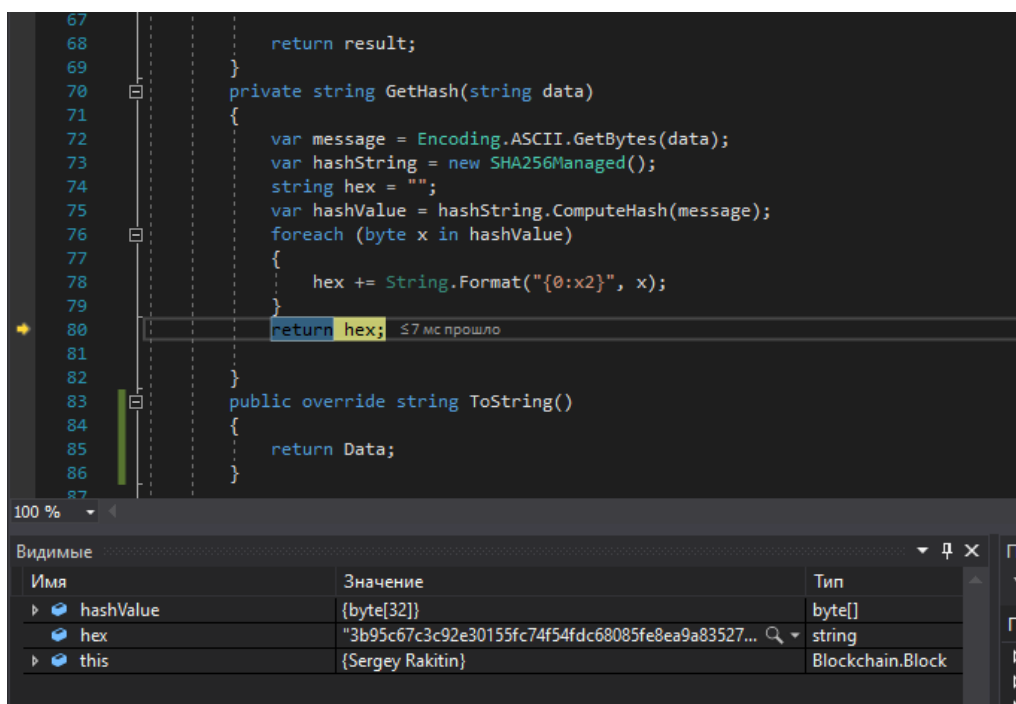 67
68 return result;
69 }
70 private string GetHash(string data)
71 {
72 var message = Encoding.ASCII.GetBytes(data);
73 var hashString = new SHA256Managed();
74 string hex = "";
75 var hashValue = hashString.ComputeHash(message);
76 foreach (byte x in hashValue)
77 {
78 hex += String.Format("{0:x2}", x);
79 }
80 return hex; ≤7 мс прошло
81
82 }
83 public override string ToString()
84 {
85 return Data;
86 }
87
100 %
Видимые
Имя Значение Тип
hashValue {byte[32]} byte[]
hex "3b95c67c3c92e30155fc74f54fdc68085fe8ea9a83527... string
this {Sergey Rakitin} Blockchain.Block